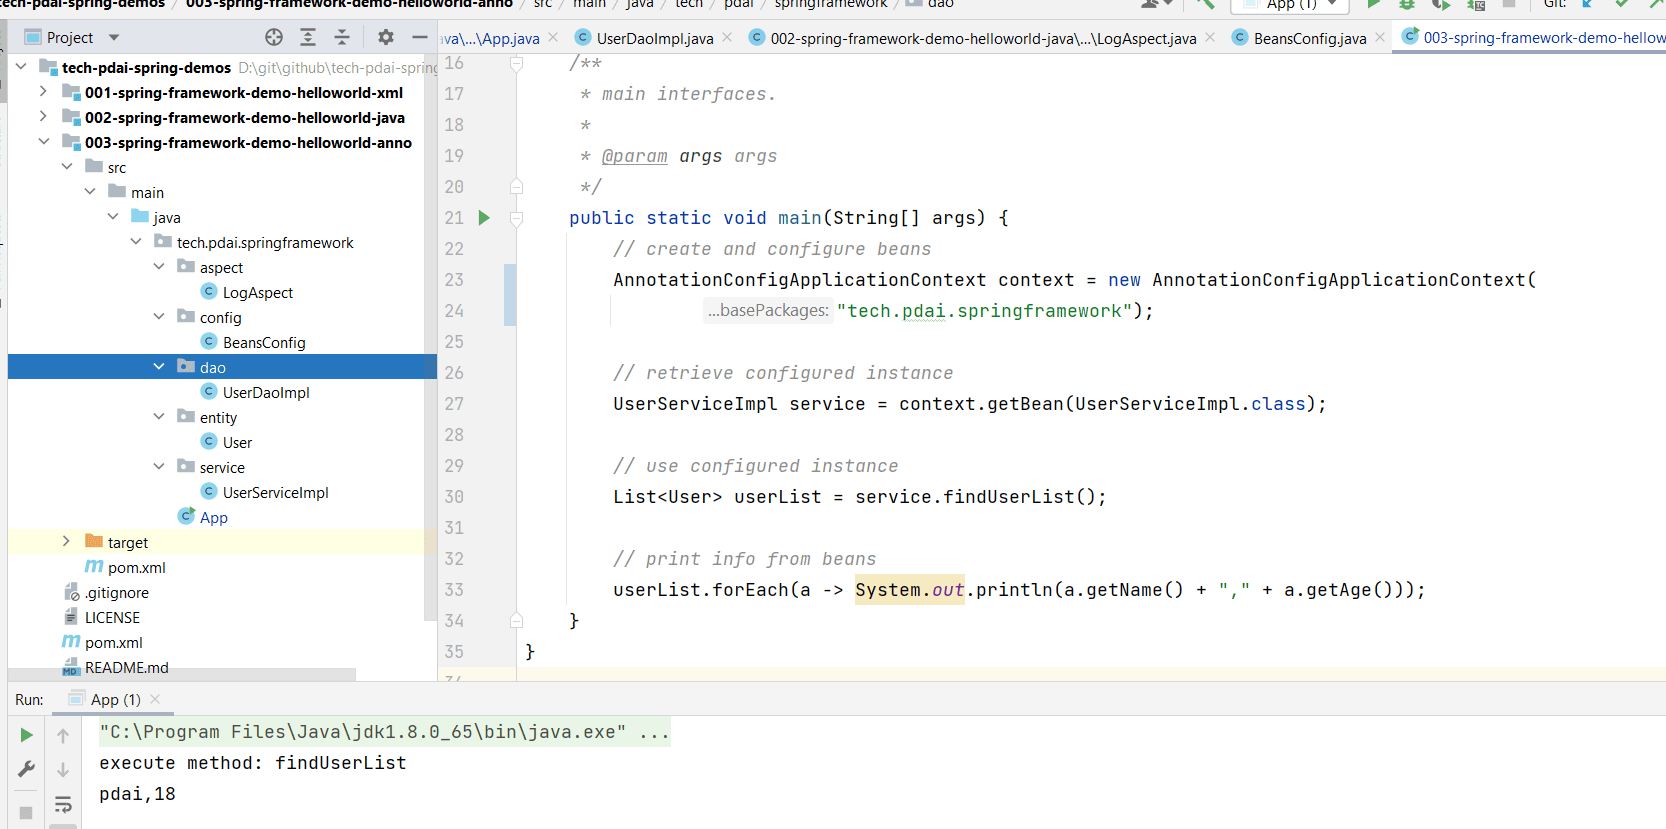 tech-pdai-spring-demos / 003-spring-framework-demo-helloworld-anno / src / main / java / tech / pdai / springframework / dao
App (1)
Git:
Project
java\...\App.java
UserDaoImpl.java
002-spring-framework-demo-helloworld-java\...\LogAspect.java
BeansConfig.java
003-spring-framework-demo-hellow
tech-pdai-spring-demos D:\git\github\tech-pdai-spring
001-spring-framework-demo-helloworld-xml
002-spring-framework-demo-helloworld-java
003-spring-framework-demo-helloworld-anno
src
main
java
tech.pdai.springframework
aspect
LogAspect
config
BeansConfig
dao
UserDaoImpl
entity
User
service
UserServiceImpl
App
target
pom.xml
.gitignore
LICENSE
pom.xml
README.md
16 /**
17 * main interfaces.
18 *
19 * @param args args
20 */
21 public static void main(String[] args) {
22 // create and configure beans
23 AnnotationConfigApplicationContext context = new AnnotationConfigApplicationContext(
24 ...basePackages: "tech.pdai.springframework");
25
26 // retrieve configured instance
27 UserServiceImpl service = context.getBean(UserServiceImpl.class);
28
29 // use configured instance
30 List<User> userList = service.findUserList();
31
32 // print info from beans
33 userList.forEach(a -> System.out.println(a.getName() + "," + a.getAge()));
34 }
35 }
Run: App (1)
"C:\Program Files\Java\jdk1.8.0_65\bin\java.exe" ...
execute method: findUserList
pdai,18